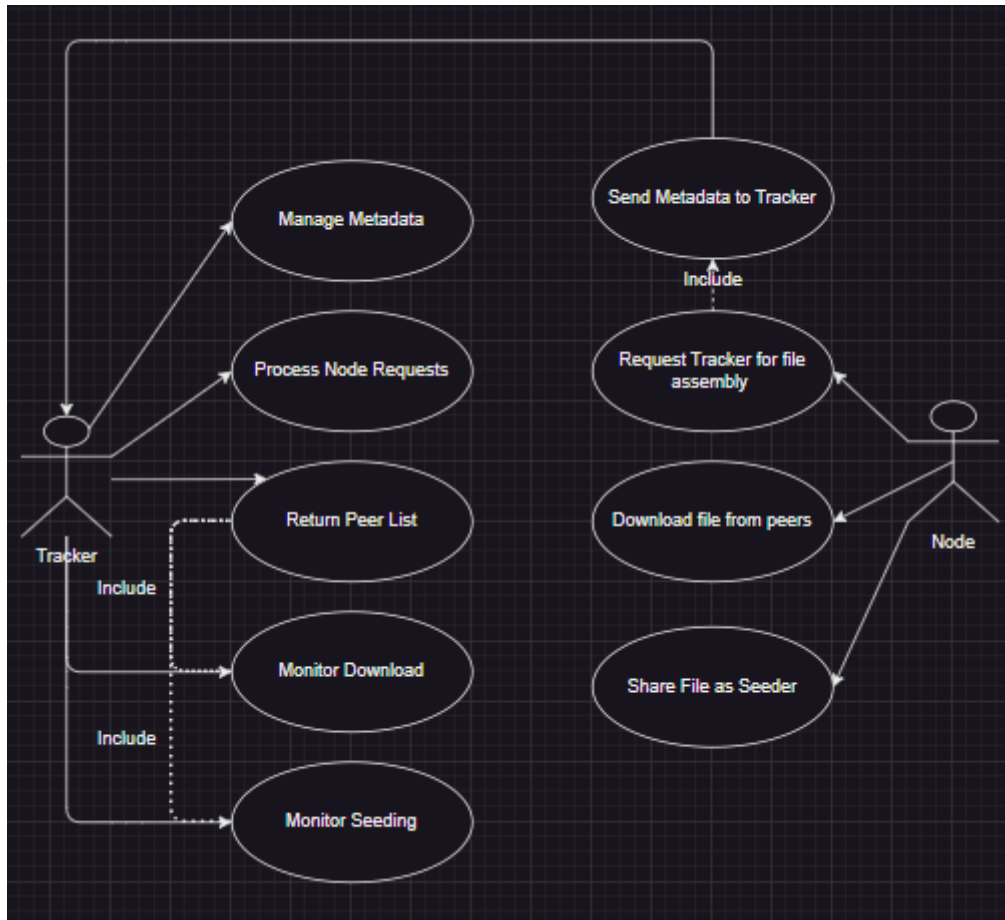 Manage Metadata
Send Metadata to Tracker
Include
Process Node Requests
Request Tracker for file
assembly
Return Peer List
Download file from peers
Tracker
Node
Include
Monitor Download
Share File as Seeder
Include
Monitor Seeding